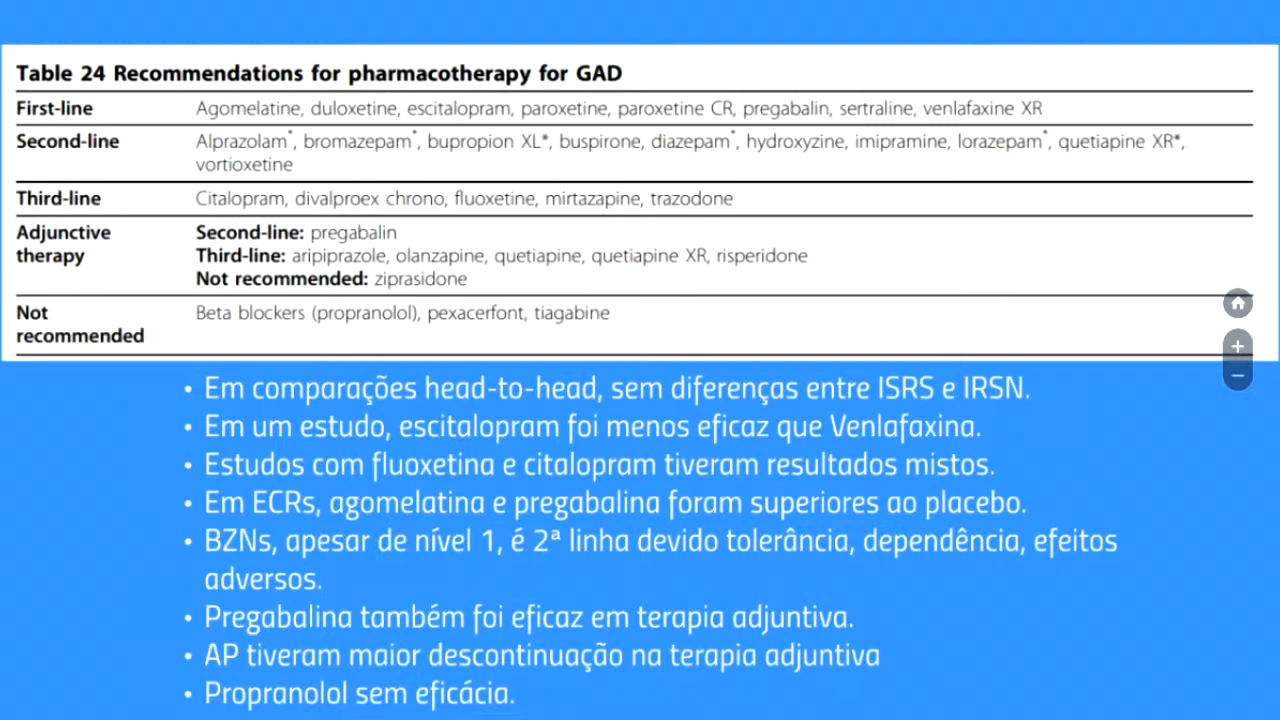 Table 24 Recommendations for pharmacotherapy for GAD
First-line Agomelatine, duloxetine, escitalopram, paroxetine, paroxetine CR, pregabalin, sertraline, venlafaxine XR
Second-line Alprazolam*, bromazepam*, bupropion XL*, buspirone, diazepam*, hydroxyzine, imipramine, lorazepam*, quetiapine XR*,
vortioxetine
Third-line Citalopram, divalproex chrono, fluoxetine, mirtazapine, trazodone
Adjunctive Second-line: pregabalin
therapy Third-line: aripiprazole, olanzapine, quetiapine, quetiapine XR, risperidone
Not recommended: ziprasidone
Not Beta blockers (propranolol), pexacerfont, tiagabine
recommended
• Em comparações head-to-head, sem diferenças entre ISRS e IRSN.
• Em um estudo, escitalopram foi menos eficaz que Venlafaxina.
• Estudos com fluoxetina e citalopram tiveram resultados mistos.
• Em ECRs, agomelatina e pregabalina foram superiores ao placebo.
• BZNs, apesar de nível 1, é 2ª linha devido tolerância, dependência, efeitos
adversos.
• Pregabalina também foi eficaz em terapia adjuntiva.
• AP tiveram maior descontinuação na terapia adjuntiva
• Propranolol sem eficácia.